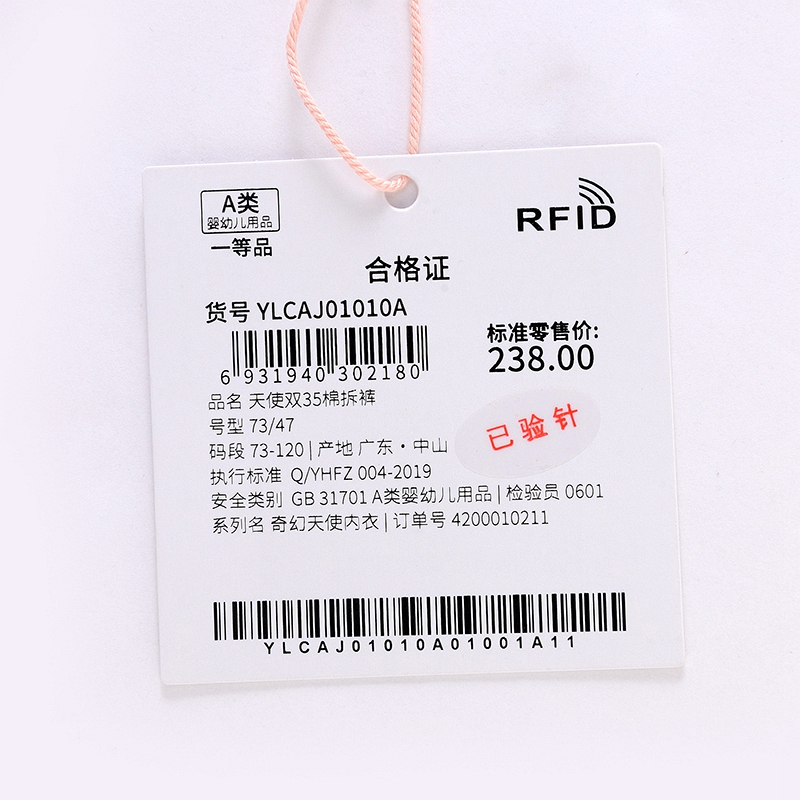 A类
婴幼儿用品
一等品
RFID
合格证
货号 YLCAJ01010A
6 931940 302180
标准零售价:
238.00
品名 天使双35棉拆裤
号型 73/47
码段 73-120 | 产地 广东·中山
已验针
执行标准 Q/YHFZ 004-2019
安全类别 GB 31701 A类婴幼儿用品 | 检验员 0601
系列名 奇幻天使内衣 | 订单号 4200010211
YLCAJ01010A01001A11